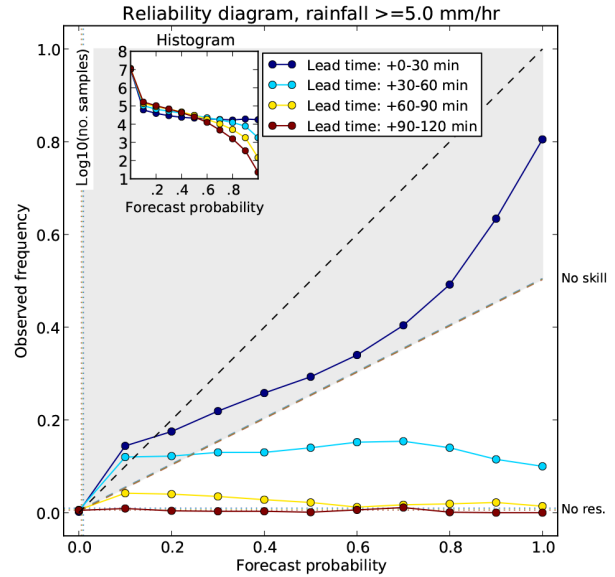 Reliability diagram, rainfall >=5.0 mm/hr
Histogram
Log10(no. samples)
8
7
6
5
4
3
2
1
.2 .4 .6 .8
Forecast probability
Lead time: +0-30 min
Lead time: +30-60 min
Lead time: +60-90 min
Lead time: +90-120 min
Observed frequency
1.0
0.8
0.6
0.4
0.2
0.0
No skill
No res.
0.0 0.2 0.4 0.6 0.8 1.0
Forecast probability